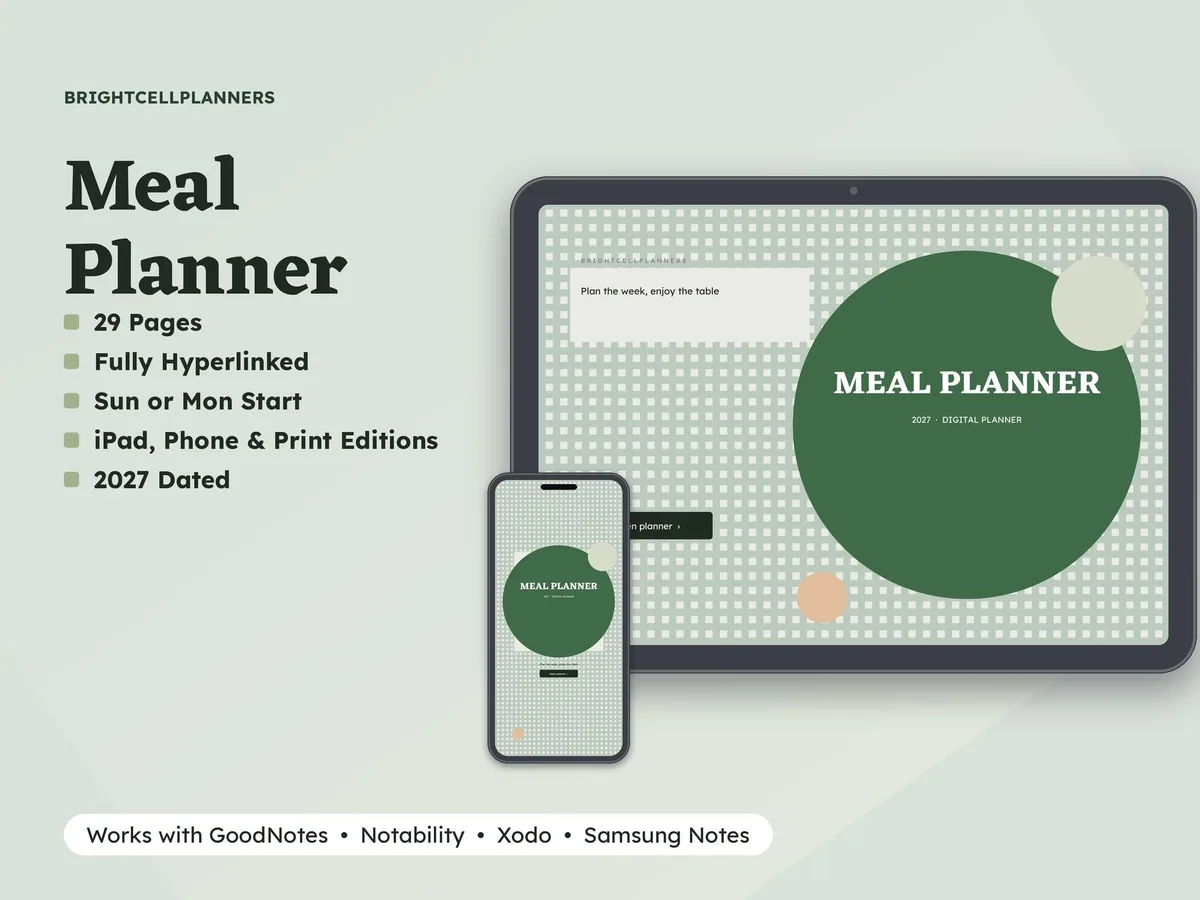 BRIGHTCELLPLANNERS
Meal
Planner
29 Pages
Fully Hyperlinked
Sun or Mon Start
iPad, Phone & Print Editions
2027 Dated
BRIGHTCELLPLANNERS
Plan the week, enjoy the table
MEAL PLANNER
2027 · DIGITAL PLANNER
planner ›
MEAL PLANNER
Works with GoodNotes • Notability • Xodo • Samsung Notes